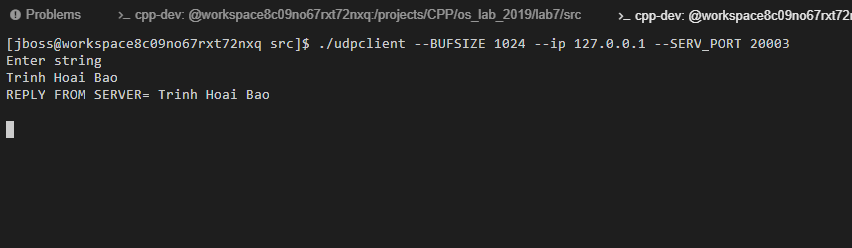 Problems
>_ cpp-dev: @workspace8c09no67rxt72nxq:/projects/CPP/os_lab_2019/lab7/src
>_ cpp-dev: @workspace8c09no67rxt72n
[jboss@workspace8c09no67rxt72nxq src]$ ./udpclient --BUFSIZE 1024 --ip 127.0.0.1 --SERV_PORT 20003
Enter string
Trinh Hoai Bao
REPLY FROM SERVER= Trinh Hoai Bao